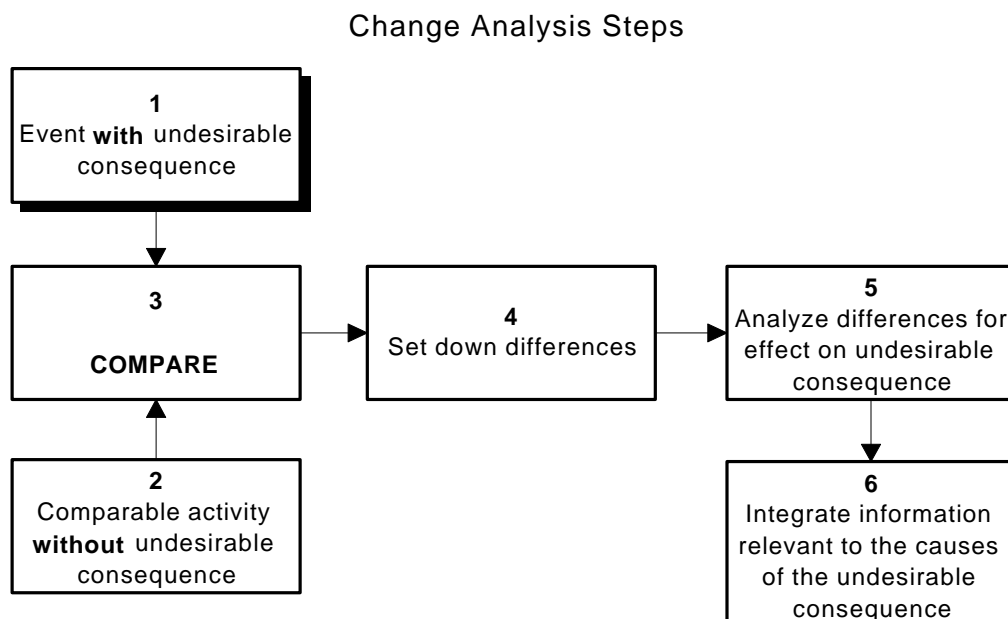 Change Analysis Steps
1
Event with undesirable
consequence
2
Comparable activity
without undesirable
consequence
3
COMPARE
4
Set down differences
5
Analyze differences for
effect on undesirable
consequence
6
Integrate information
relevant to the causes
of the undesirable
consequence